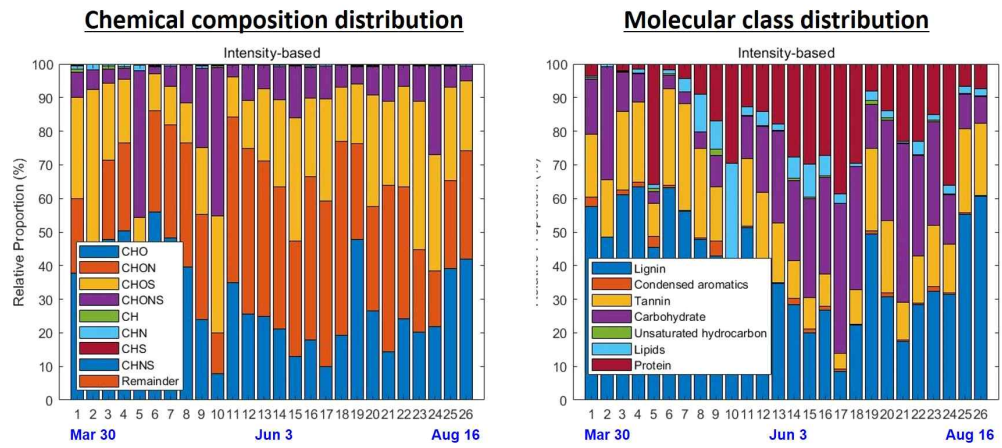 Chemical composition distribution
Intensity-based
Relative Proportion (%)
100
90
80
70
60
50
40
30
20
10
0
CHO
CHON
CHOS
CHONS
CH
CHN
CHS
CHNS
Remainder
1 2 3 4 5 6 7 8 9 10 11 12 13 14 15 16 17 18 19 20 21 22 23 24 25 26
Mar 30 Jun 3 Aug 16
Molecular class distribution
Intensity-based
100
90
80
70
60
50
40
30
20
10
0
Lignin
Condensed aromatics
Tannin
Carbohydrate
Unsaturated hydrocarbon
Lipids
Protein
1 2 3 4 5 6 7 8 9 10 11 12 13 14 15 16 17 18 19 20 21 22 23 24 25 26
Mar 30 Jun 3 Aug 16